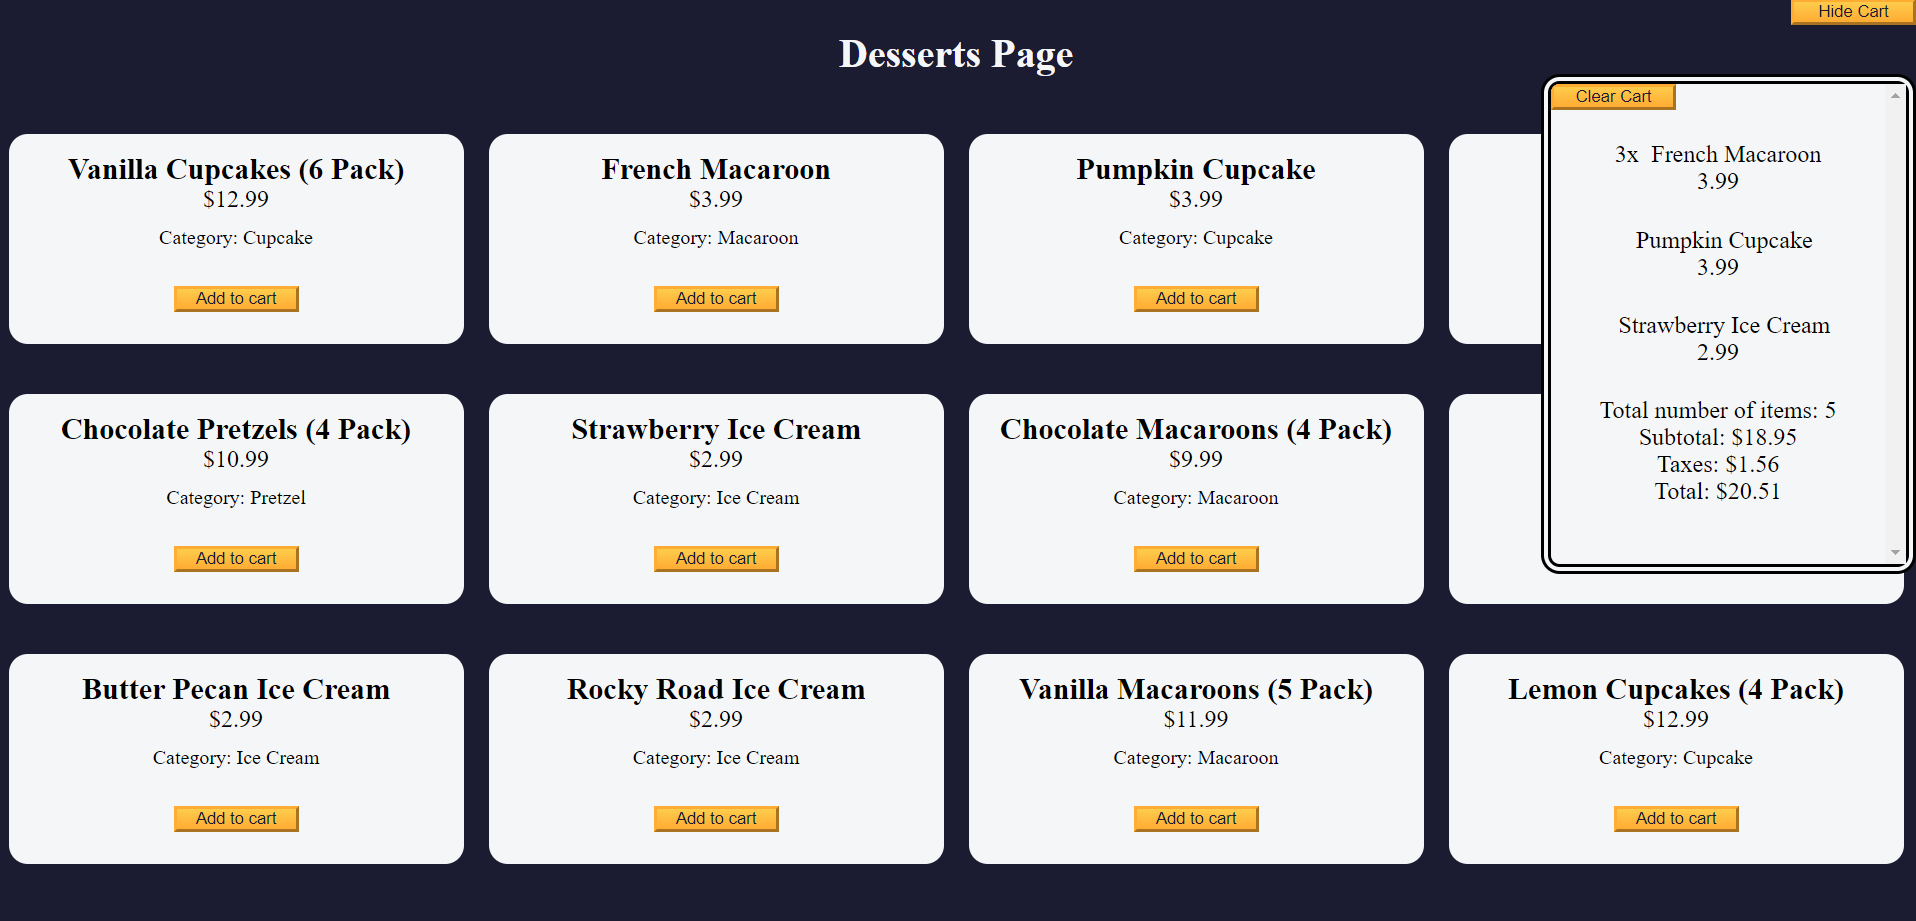 Hide Cart
Desserts Page
Clear Cart
3x  French Macaroon
3.99
Pumpkin Cupcake
3.99
Strawberry Ice Cream
2.99
Total number of items: 5
Subtotal: $18.95
Taxes: $1.56
Total: $20.51
Vanilla Cupcakes (6 Pack)
$12.99
Category: Cupcake
Add to cart
French Macaroon
$3.99
Category: Macaroon
Add to cart
Pumpkin Cupcake
$3.99
Category: Cupcake
Add to cart
Chocolate Pretzels (4 Pack)
$10.99
Category: Pretzel
Add to cart
Strawberry Ice Cream
$2.99
Category: Ice Cream
Add to cart
Chocolate Macaroons (4 Pack)
$9.99
Category: Macaroon
Add to cart
Butter Pecan Ice Cream
$2.99
Category: Ice Cream
Add to cart
Rocky Road Ice Cream
$2.99
Category: Ice Cream
Add to cart
Vanilla Macaroons (5 Pack)
$11.99
Category: Macaroon
Add to cart
Lemon Cupcakes (4 Pack)
$12.99
Category: Cupcake
Add to cart